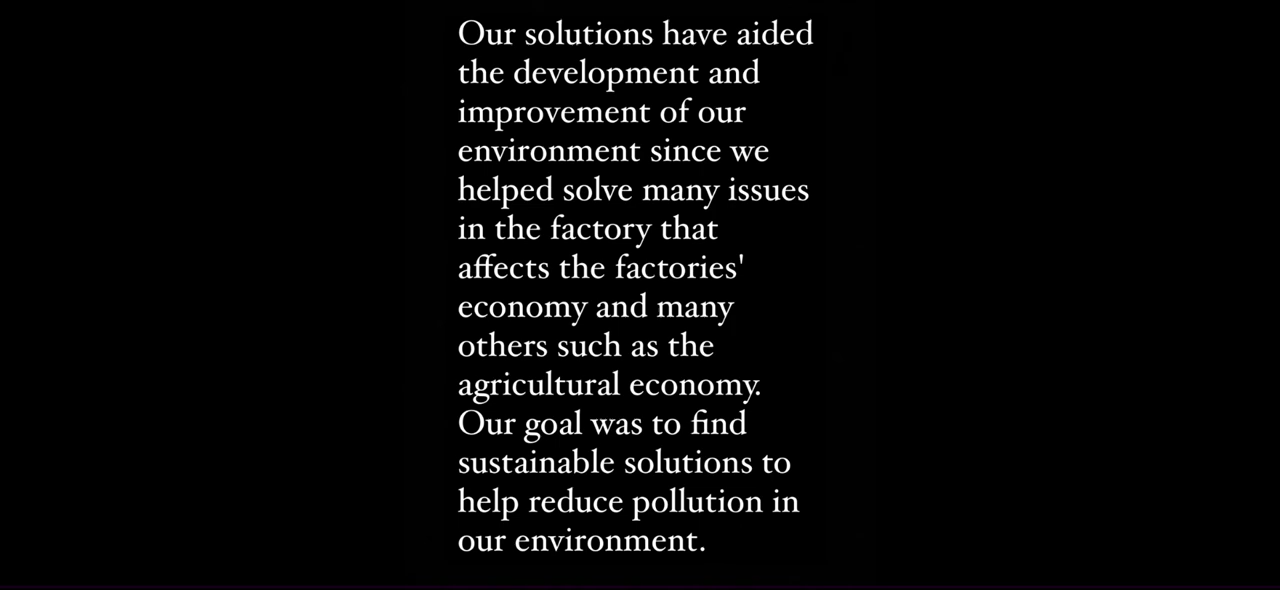 Our solutions have aided
the development and
improvement of our
environment since we
helped solve many issues
in the factory that
affects the factories'
economy and many
others such as the
agricultural economy.
Our goal was to find
sustainable solutions to
help reduce pollution in
our environment.